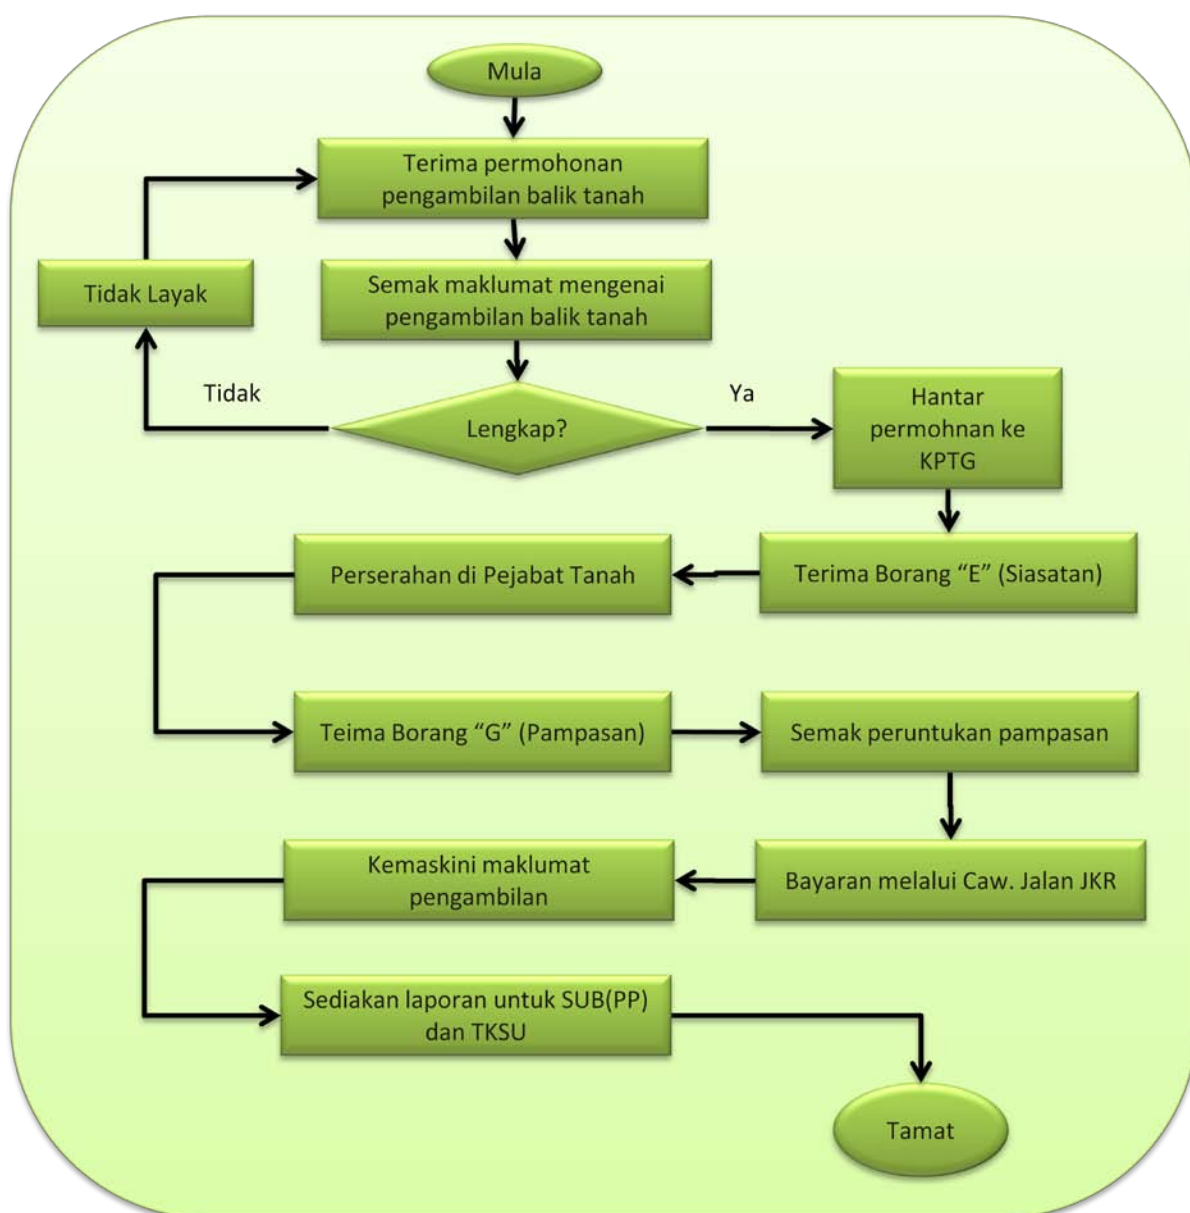 Mula
Terima permohonan
pengambilan balik tanah
Tidak Layak
Semak maklumat mengenai
pengambilan balik tanah
Tidak
Lengkap?
Ya
Hantar
permohnan ke
KPTG
Terima Borang “E” (Siasatan)
Perserahan di Pejabat Tanah
Teima Borang “G” (Pampasan)
Semak peruntukan pampasan
Bayaran melalui Caw. Jalan JKR
Kemaskini maklumat
pengambilan
Sediakan laporan untuk SUB(PP)
dan TKSU
Tamat